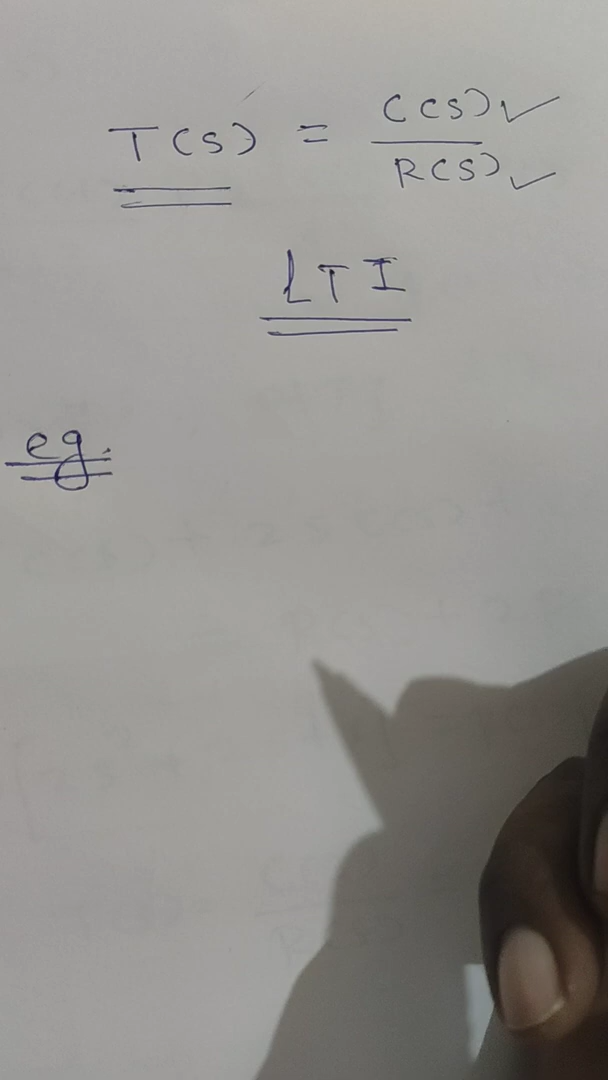 T(s) = C(s) ✓
R(s) ✓
LTI
eg.